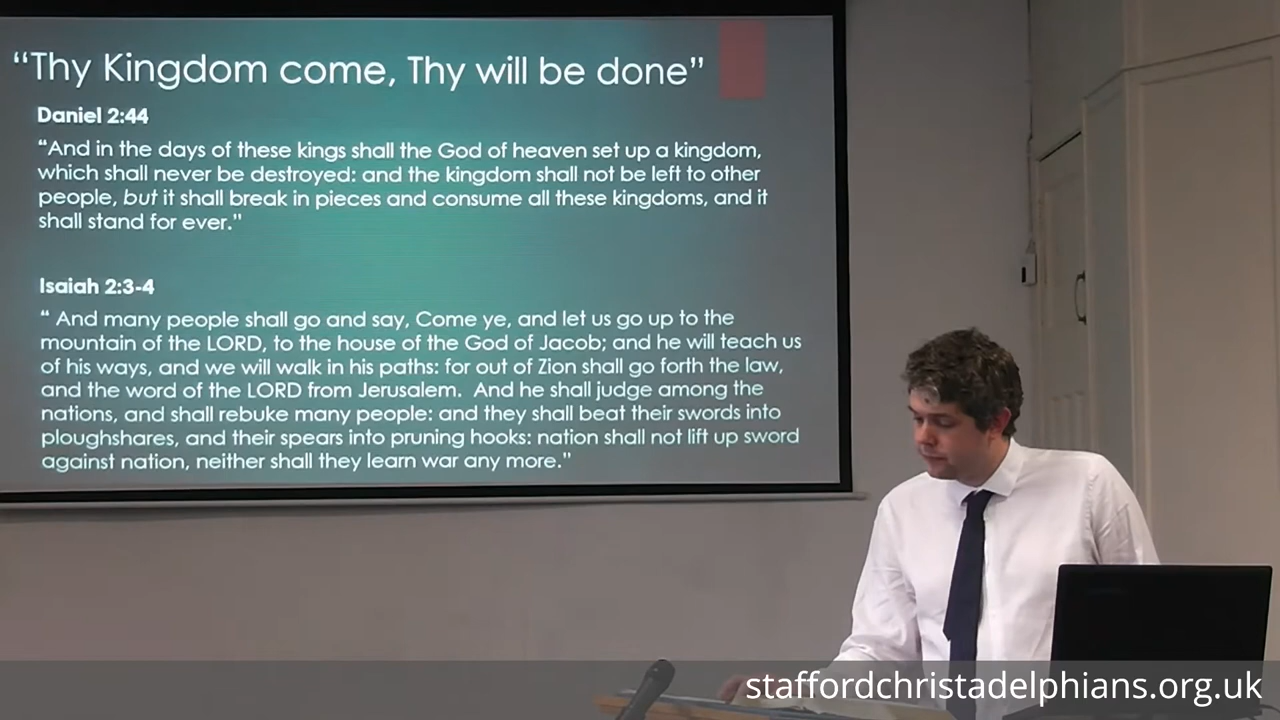 “Thy Kingdom come, Thy will be done”
Daniel 2:44
“And in the days of these kings shall the God of heaven set up a kingdom,
which shall never be destroyed: and the kingdom shall not be left to other
people, but it shall break in pieces and consume all these kingdoms, and it
shall stand for ever.”
Isaiah 2:3-4
“ And many people shall go and say, Come ye, and let us go up to the
mountain of the LORD, to the house of the God of Jacob; and he will teach us
of his ways, and we will walk in his paths: for out of Zion shall go forth the law,
and the word of the LORD from Jerusalem.  And he shall judge among the
nations, and shall rebuke many people: and they shall beat their swords into
ploughshares, and their spears into pruning hooks: nation shall not lift up sword
against nation, neither shall they learn war any more.”
staffordchristadelphians.org.uk